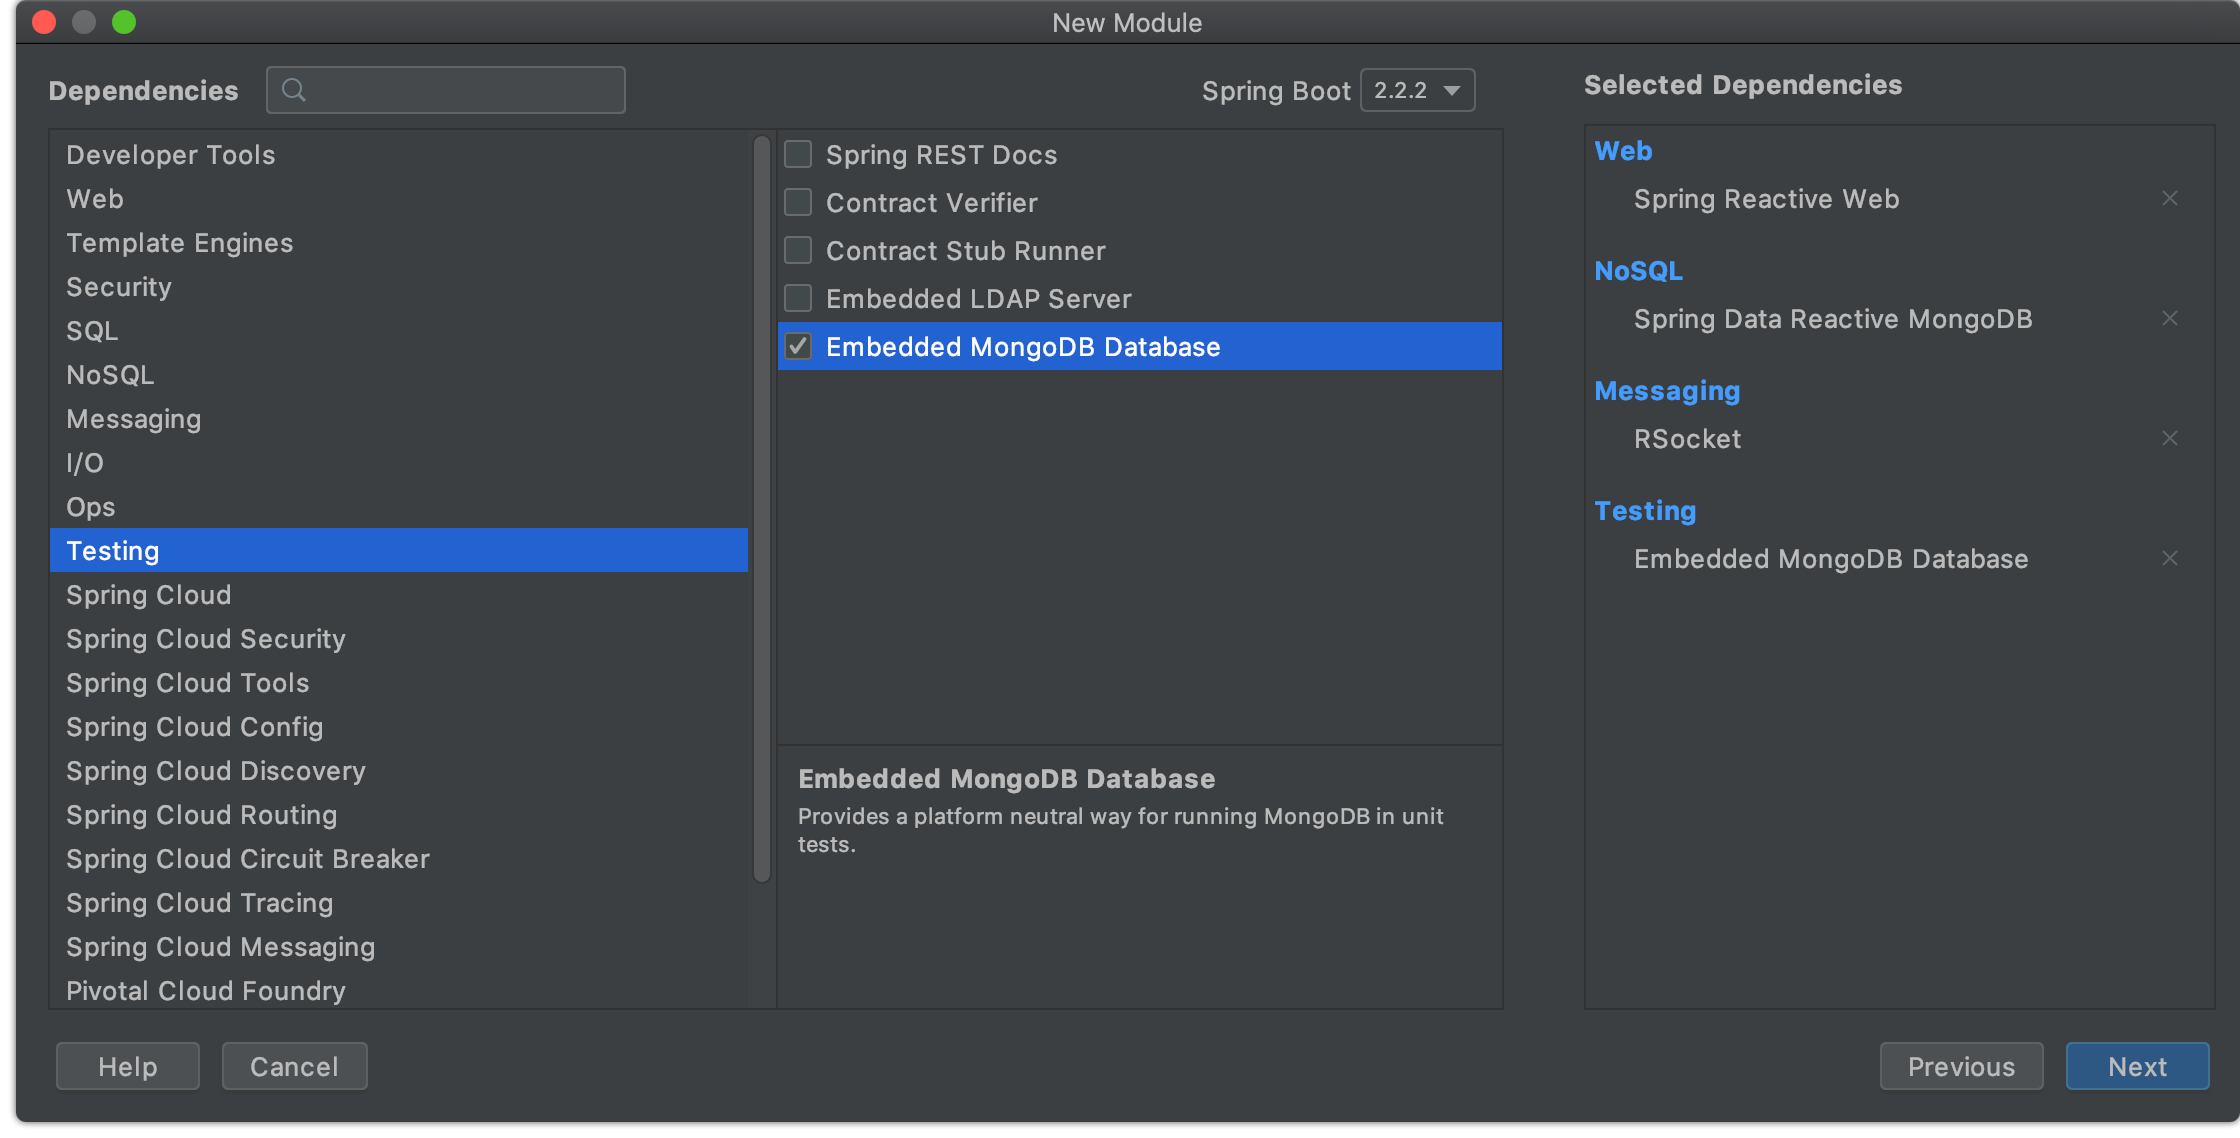 New Module
Dependencies
Spring Boot 2.2.2
Developer Tools
Web
Template Engines
Security
SQL
NoSQL
Messaging
I/O
Ops
Testing
Spring Cloud
Spring Cloud Security
Spring Cloud Tools
Spring Cloud Config
Spring Cloud Discovery
Spring Cloud Routing
Spring Cloud Circuit Breaker
Spring Cloud Tracing
Spring Cloud Messaging
Pivotal Cloud Foundry
Spring REST Docs
Contract Verifier
Contract Stub Runner
Embedded LDAP Server
Embedded MongoDB Database
Embedded MongoDB Database
Provides a platform neutral way for running MongoDB in unit
tests.
Selected Dependencies
Web
Spring Reactive Web
NoSQL
Spring Data Reactive MongoDB
Messaging
RSocket
Testing
Embedded MongoDB Database
Help
Cancel
Previous
Next